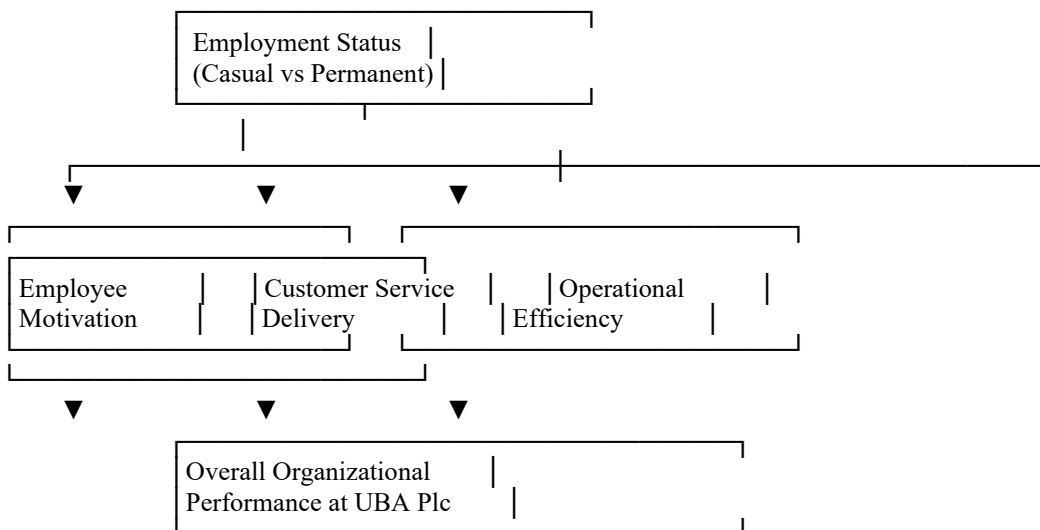 Employment Status
(Casual vs Permanent)
Employee Customer Service Operational
Motivation Delivery Efficiency
Overall Organizational
Performance at UBA Plc